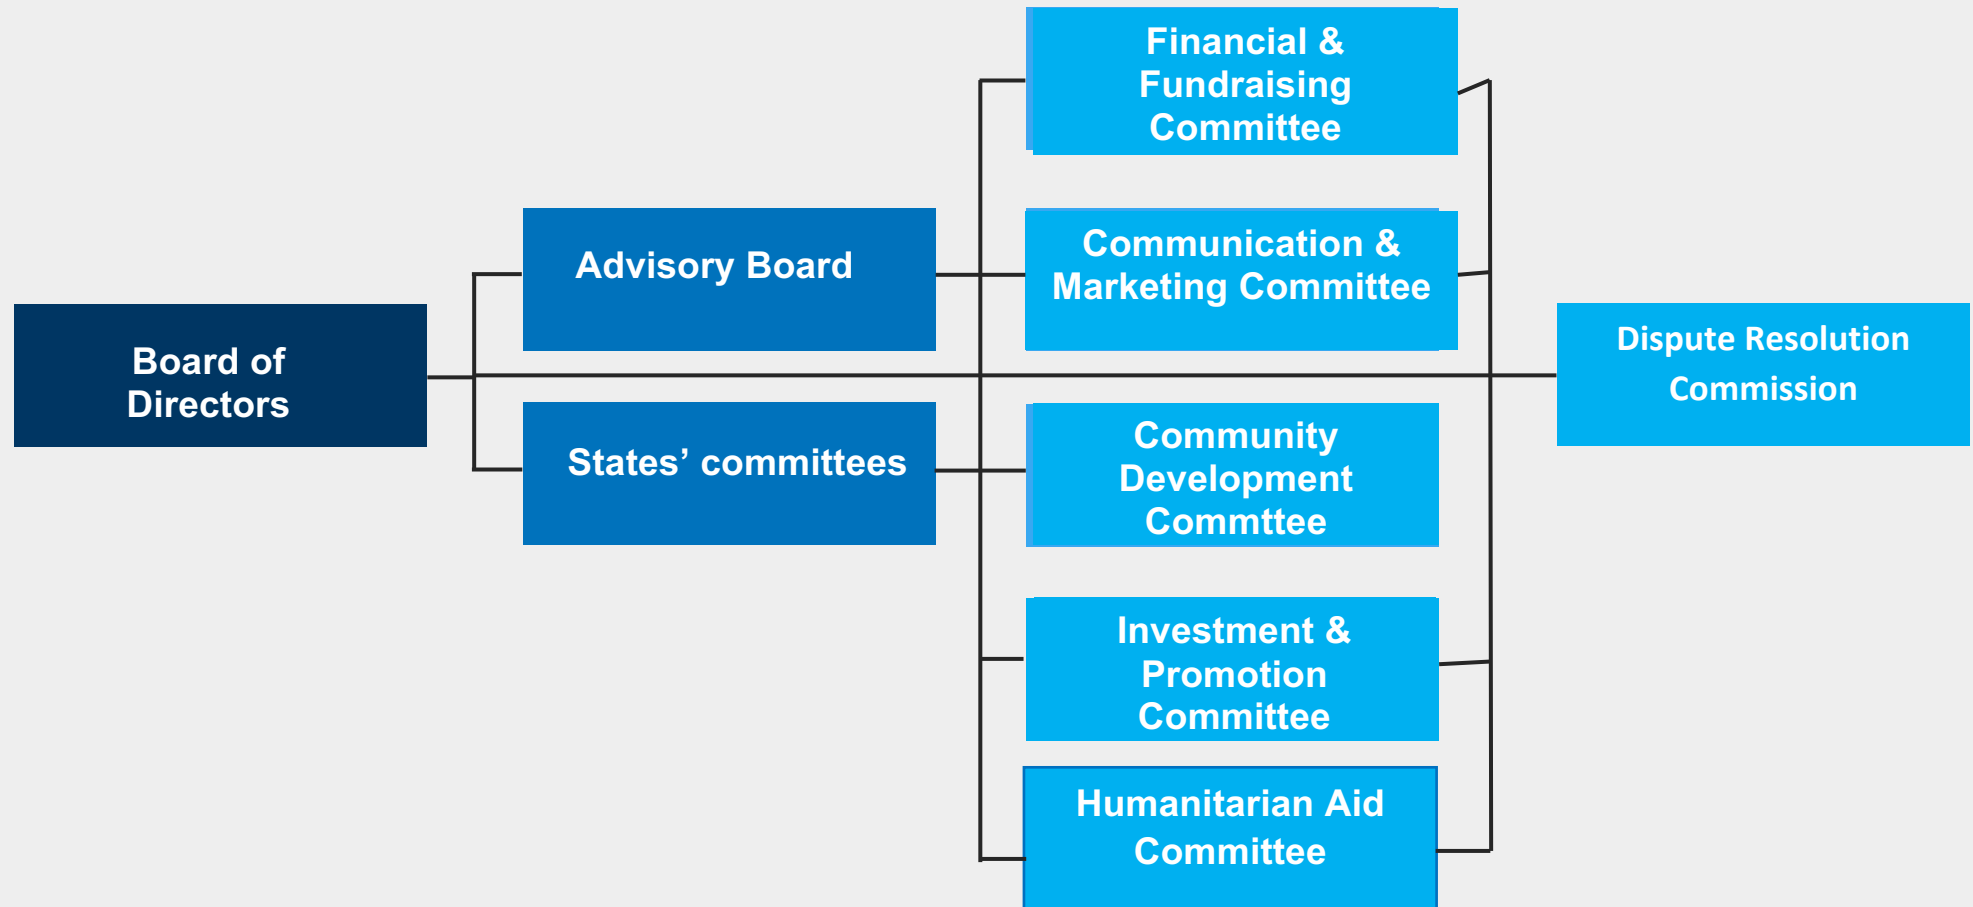 Board of
Directors
Advisory Board
States’ committees
Financial &
Fundraising
Committee
Communication &
Marketing Committee
Community
Development
Commttee
Investment &
Promotion
Committee
Humanitarian Aid
Committee
Dispute Resolution
Commission